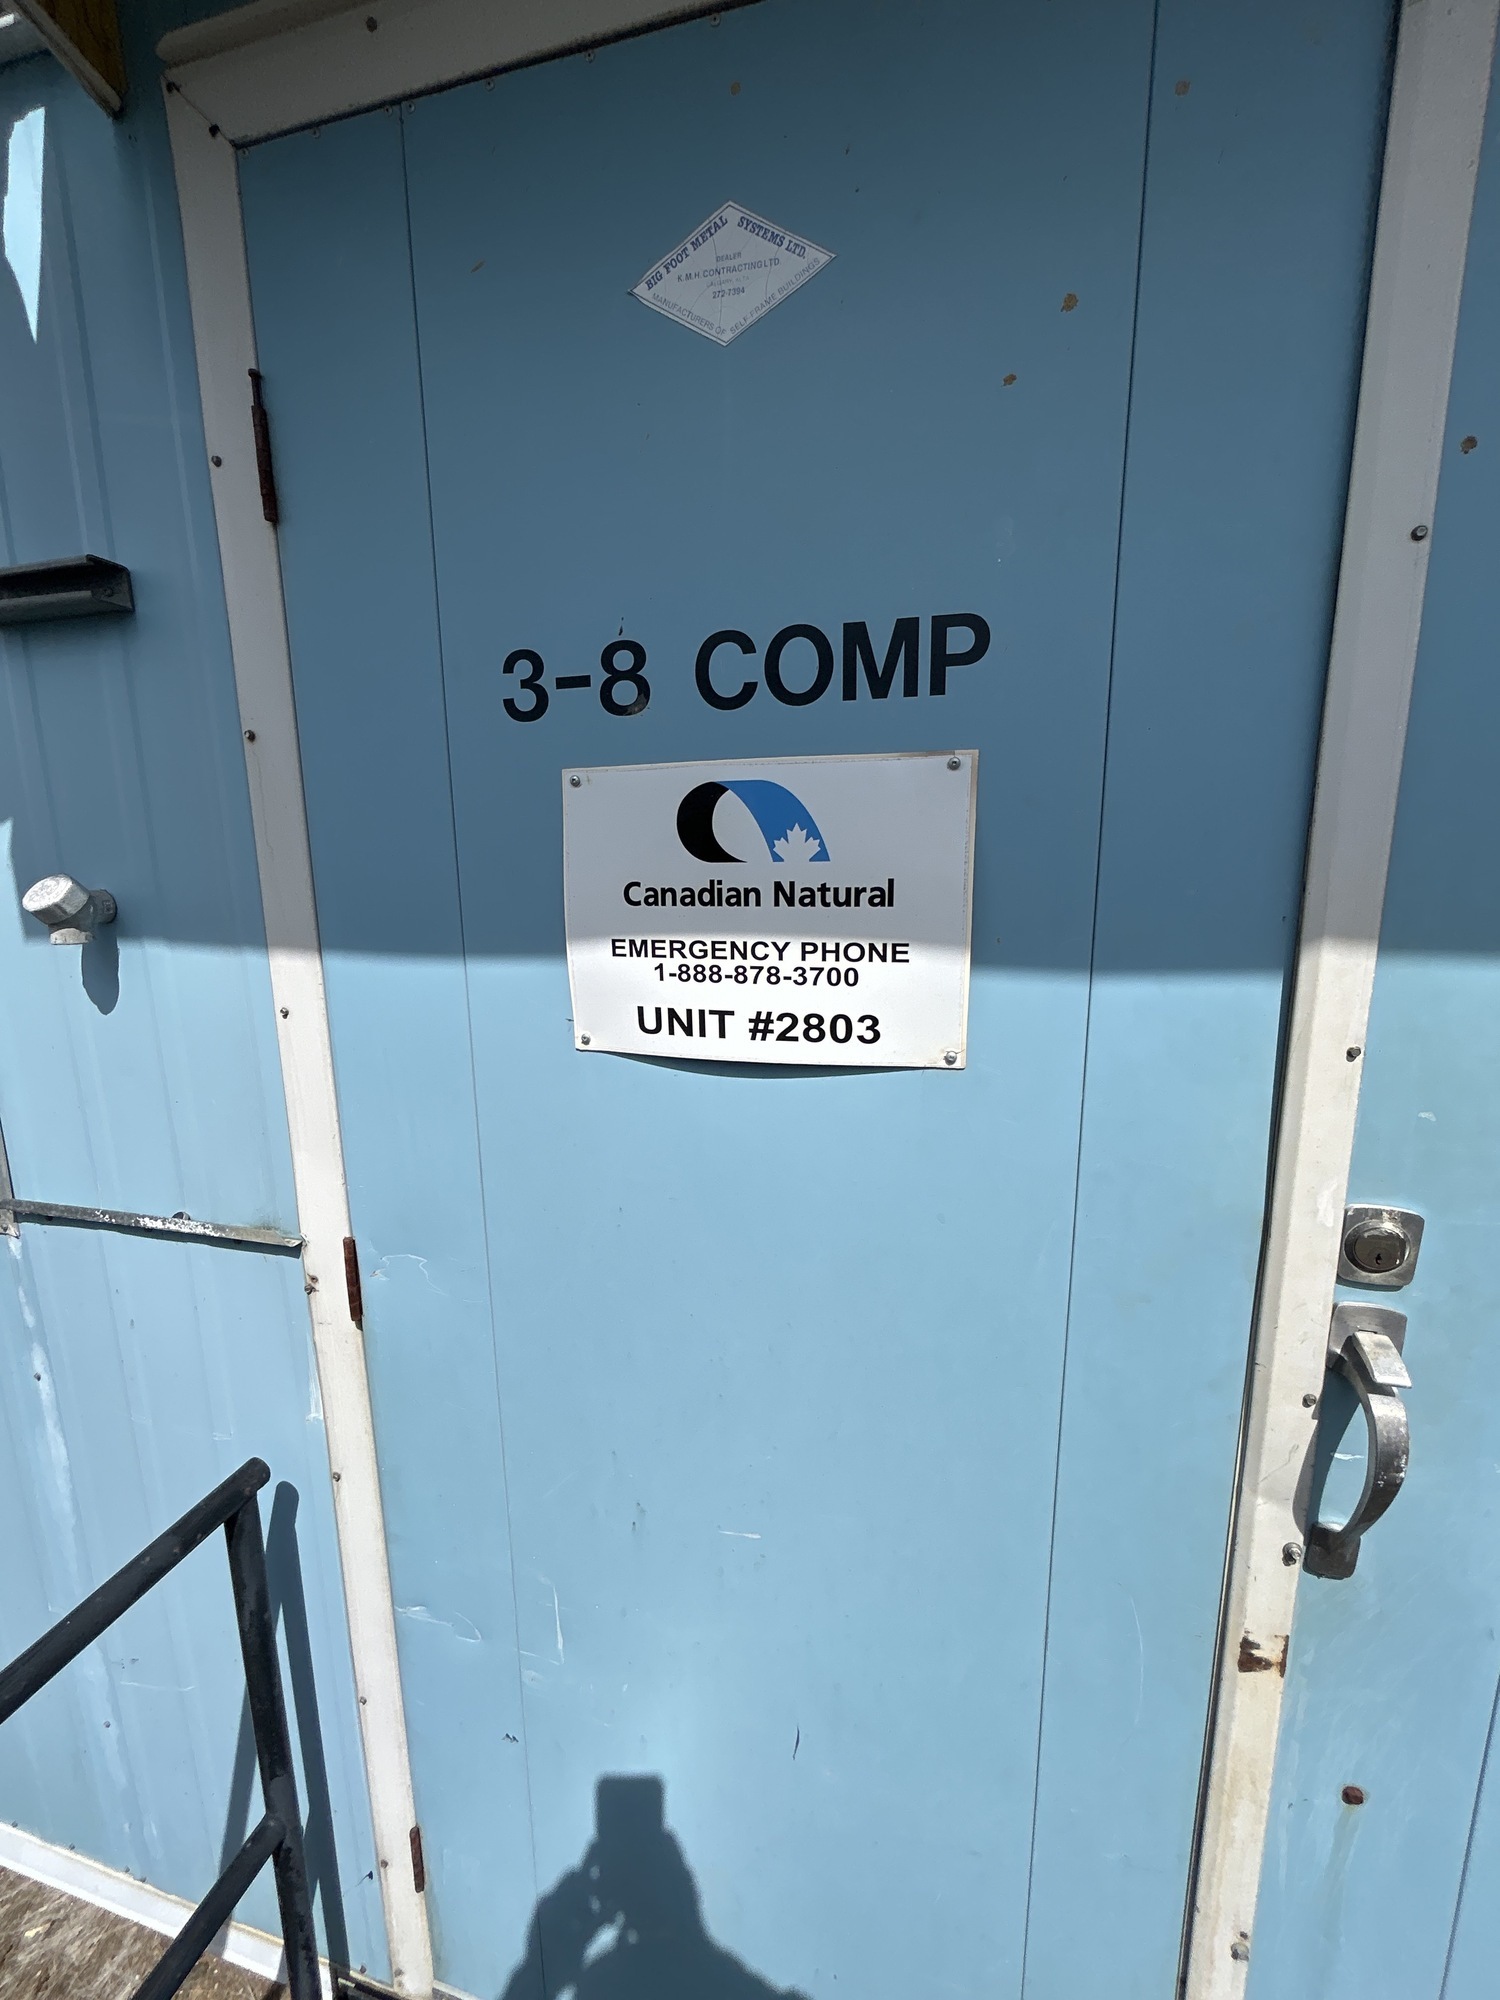 BIG FOOT METAL SYSTEMS LTD.
DEALER
K.M.H. CONTRACTING LTD.
272-7394
MANUFACTURERS OF SELF FRAME BUILDINGS
3-8 COMP
Canadian Natural
EMERGENCY PHONE
1-888-878-3700
UNIT #2803